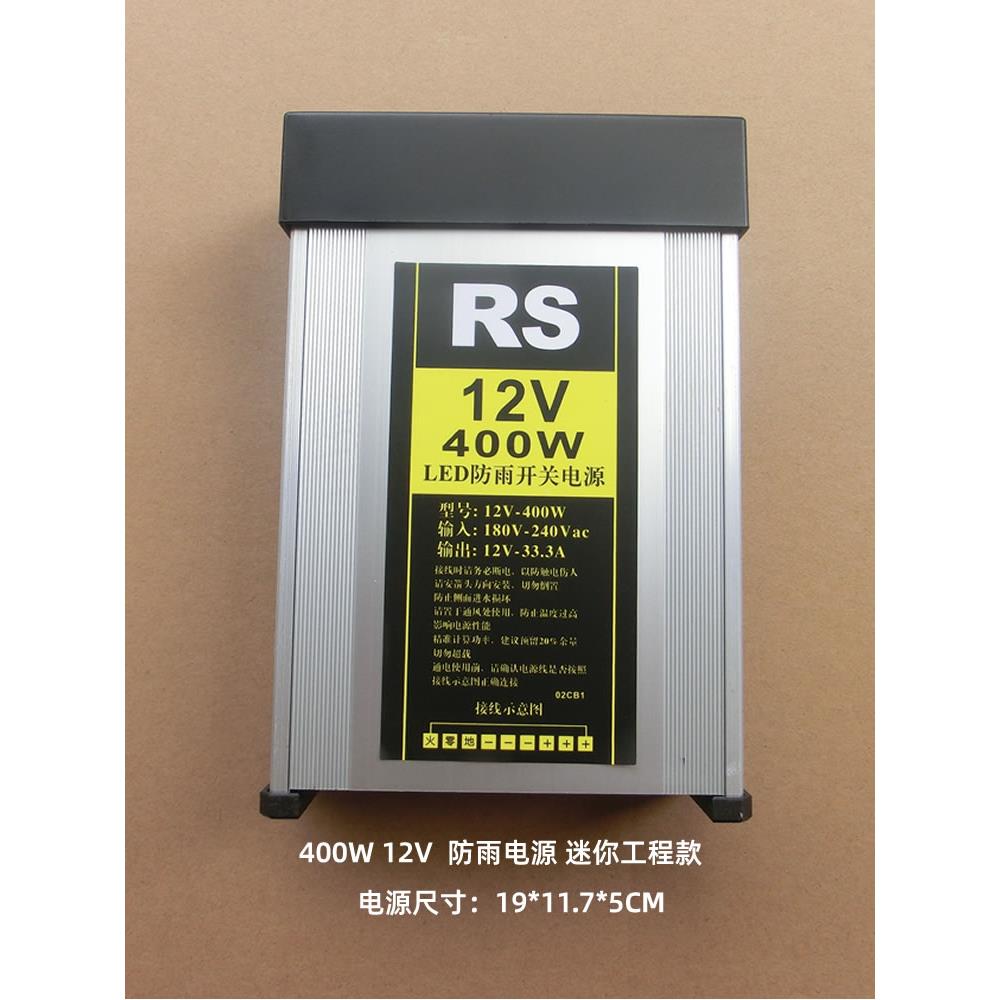 RS
12V
400W
LED防雨开关电源
型号: 12V-400W
输入: 180V-240Vac
输出: 12V-33.3A
接线时请务必断电，以防触电伤人
请安箭头方向安装，切勿倒置
防止侧面进水损坏
请置于通风处使用，防止温度过高
影响电源性能
精准计算功率，建议预留20%余量
切勿超载
通电使用前，请确认电源线是否按照
接线示意图正确连接
02CB1
接线示意图
火 零 地 − − − + + +
400W 12V 防雨电源 迷你工程款
电源尺寸：19*11.7*5CM